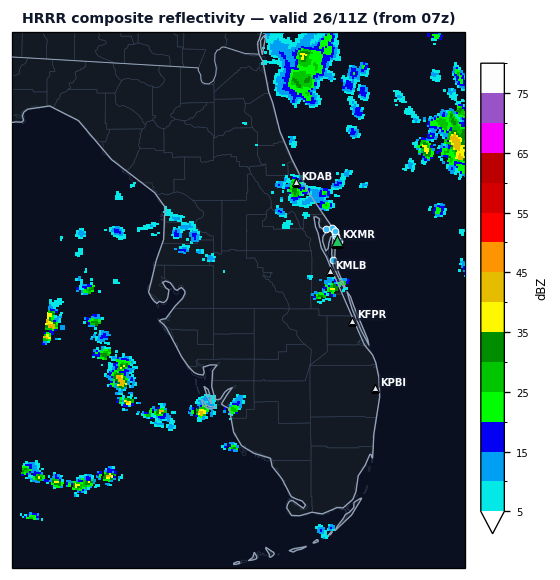 HRRR composite reflectivity — valid 26/11Z (from 07z)
KDAB
KXMR
KMLB
KFPR
KPBI
75
65
55
45
35
25
15
5
dBZ